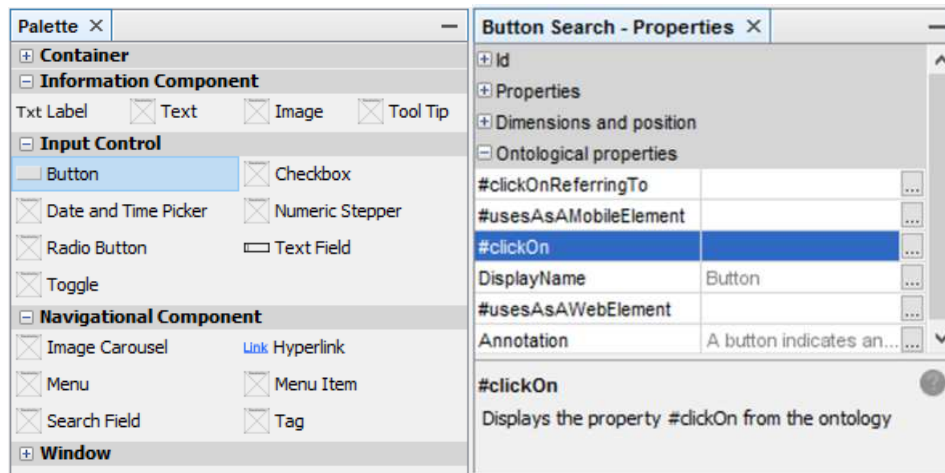 Palette ×
Container
Information Component
Txt Label Text Image Tool Tip
Input Control
Button Checkbox
Date and Time Picker Numeric Stepper
Radio Button Text Field
Toggle
Navigational Component
Image Carousel Link Hyperlink
Menu Menu Item
Search Field Tag
Window
Button Search - Properties ×
Id
Properties
Dimensions and position
Ontological properties
#clickOnReferringTo ...
#usesAsAMobileElement ...
#clickOn ...
DisplayName Button ...
#usesAsAWebElement ...
Annotation A button indicates an... ...
#clickOn ?
Displays the property #clickOn from the ontology